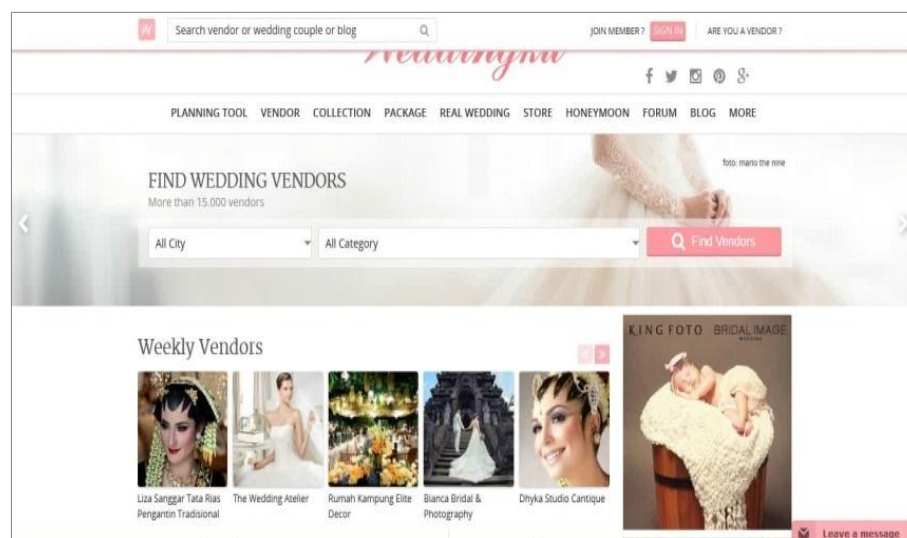 Search vendor or wedding couple or blog
JOIN MEMBER ? SIGN IN ARE YOU A VENDOR ?
Weddingku
PLANNING TOOL VENDOR COLLECTION PACKAGE REAL WEDDING STORE HONEYMOON FORUM BLOG MORE
foto: mario the nine
FIND WEDDING VENDORS
More than 15.000 vendors
All City
All Category
Find Vendors
Weekly Vendors
KING FOTO BRIDAL IMAGE
Liza Sanggar Tata Rias
Pengantin Tradisional
The Wedding Atelier
Rumah Kampung Elite
Decor
Bianca Bridal &
Photography
Dhyka Studio Cantique
Leave a message